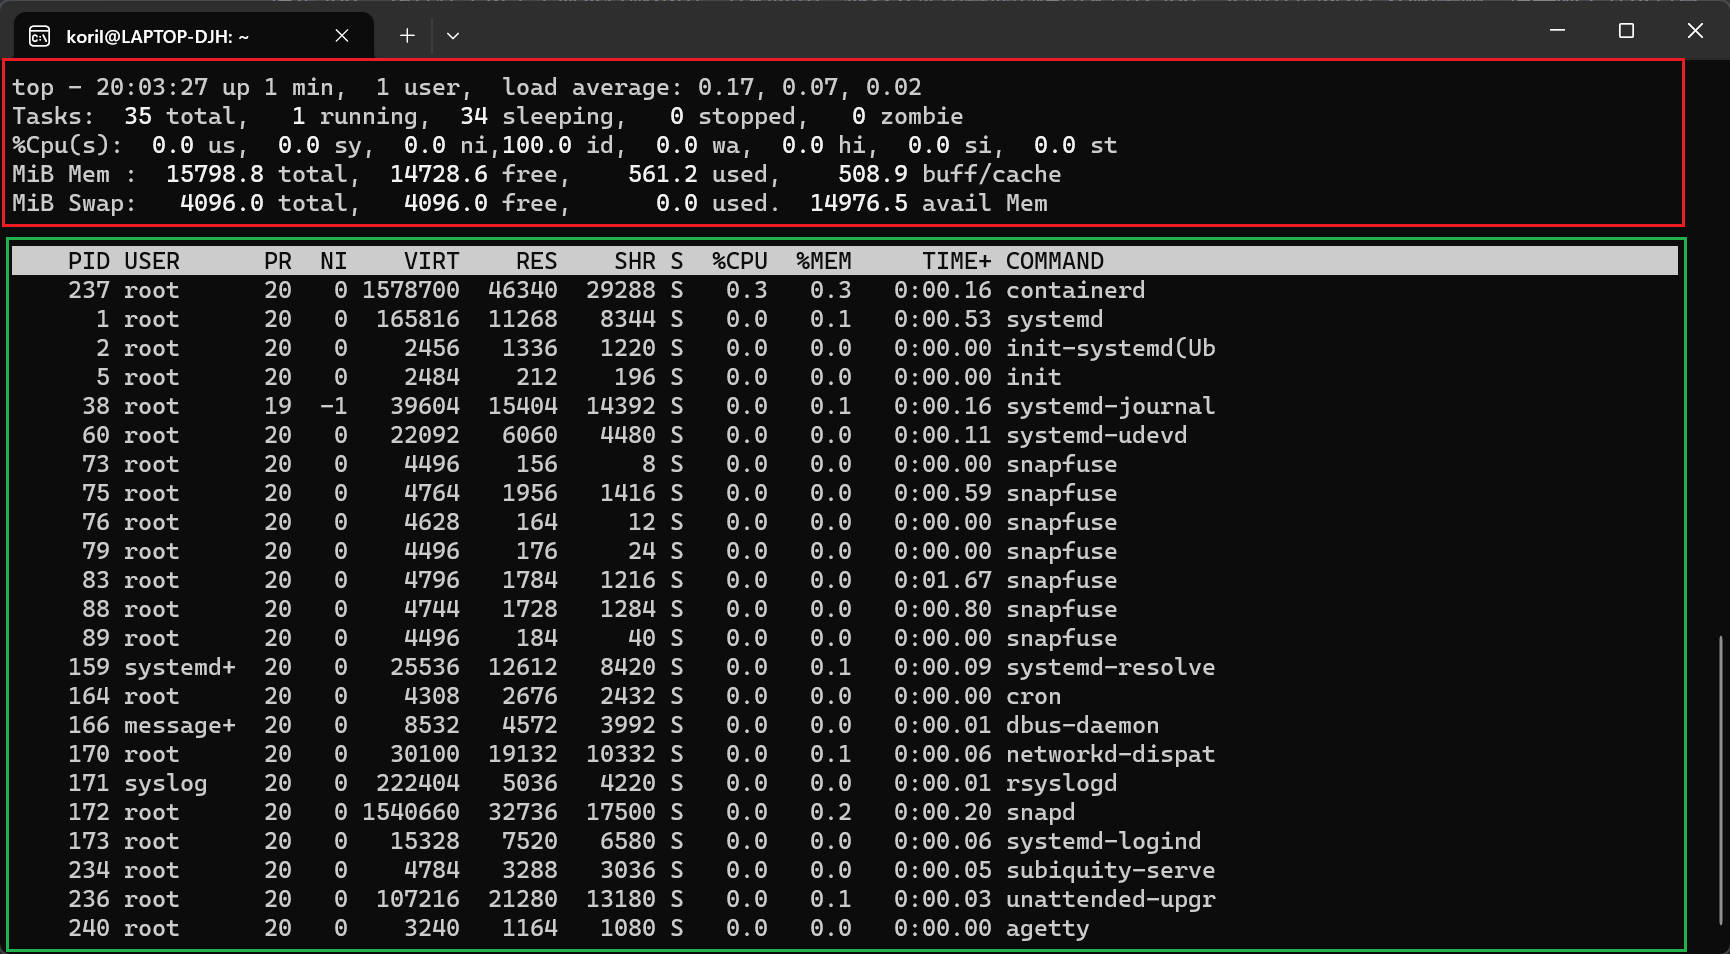 koril@LAPTOP-DJH: ~
top - 20:03:27 up 1 min,  1 user,  load average: 0.17, 0.07, 0.02
Tasks:  35 total,   1 running,  34 sleeping,   0 stopped,   0 zombie
%Cpu(s):  0.0 us,  0.0 sy,  0.0 ni,100.0 id,  0.0 wa,  0.0 hi,  0.0 si,  0.0 st
MiB Mem :  15798.8 total,  14728.6 free,    561.2 used,    508.9 buff/cache
MiB Swap:   4096.0 total,   4096.0 free,      0.0 used.  14976.5 avail Mem
PID USER      PR  NI    VIRT    RES    SHR S  %CPU  %MEM     TIME+ COMMAND
237 root      20   0 1578700  46340  29288 S   0.3   0.3   0:00.16 containerd
1 root      20   0  165816  11268   8344 S   0.0   0.1   0:00.53 systemd
2 root      20   0    2456   1336   1220 S   0.0   0.0   0:00.00 init-systemd(Ub
5 root      20   0    2484    212    196 S   0.0   0.0   0:00.00 init
38 root      19  -1   39604  15404  14392 S   0.0   0.1   0:00.16 systemd-journal
60 root      20   0   22092   6060   4480 S   0.0   0.0   0:00.11 systemd-udevd
73 root      20   0    4496    156      8 S   0.0   0.0   0:00.00 snapfuse
75 root      20   0    4764   1956   1416 S   0.0   0.0   0:00.59 snapfuse
76 root      20   0    4628    164     12 S   0.0   0.0   0:00.00 snapfuse
79 root      20   0    4496    176     24 S   0.0   0.0   0:00.00 snapfuse
83 root      20   0    4796   1784   1216 S   0.0   0.0   0:01.67 snapfuse
88 root      20   0    4744   1728   1284 S   0.0   0.0   0:00.80 snapfuse
89 root      20   0    4496    184     40 S   0.0   0.0   0:00.00 snapfuse
159 systemd+  20   0   25536  12612   8420 S   0.0   0.1   0:00.09 systemd-resolve
164 root      20   0    4308   2676   2432 S   0.0   0.0   0:00.00 cron
166 message+  20   0    8532   4572   3992 S   0.0   0.0   0:00.01 dbus-daemon
170 root      20   0   30100  19132  10332 S   0.0   0.1   0:00.06 networkd-dispat
171 syslog    20   0  222404   5036   4220 S   0.0   0.0   0:00.01 rsyslogd
172 root      20   0 1540660  32736  17500 S   0.0   0.2   0:00.20 snapd
173 root      20   0   15328   7520   6580 S   0.0   0.0   0:00.06 systemd-logind
234 root      20   0    4784   3288   3036 S   0.0   0.0   0:00.05 subiquity-serve
236 root      20   0  107216  21280  13180 S   0.0   0.1   0:00.03 unattended-upgr
240 root      20   0    3240   1164   1080 S   0.0   0.0   0:00.00 agetty